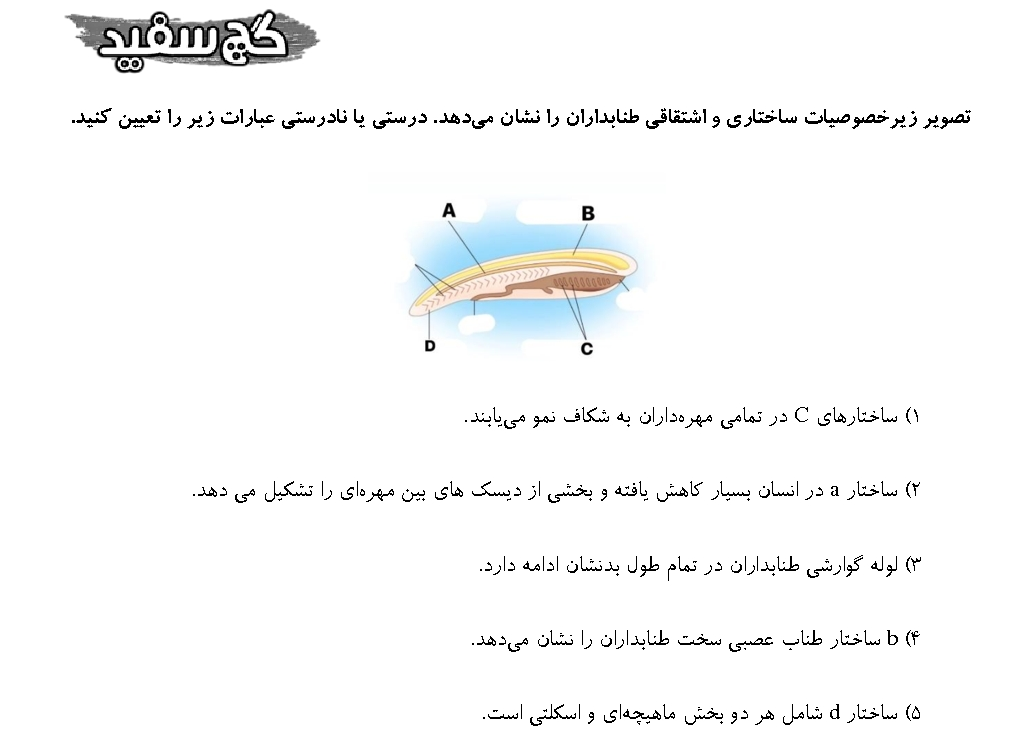 گچ سفید
تصویر زیرخصوصیات ساختاری و اشتقاقی طنابداران را نشان می‌دهد. درستی یا نادرستی عبارات زیر را تعیین کنید.
A
B
D
C
۱) ساختارهای C در تمامی مهره‌داران به شکاف نمو می‌یابند.
۲) ساختار a در انسان بسیار کاهش یافته و بخشی از دیسک های بین مهره‌ای را تشکیل می دهد.
۳) لوله گوارشی طنابداران در تمام طول بدنشان ادامه دارد.
۴) b ساختار طناب عصبی سخت طنابداران را نشان می‌دهد.
۵) ساختار d شامل هر دو بخش ماهیچه‌ای و اسکلتی است.